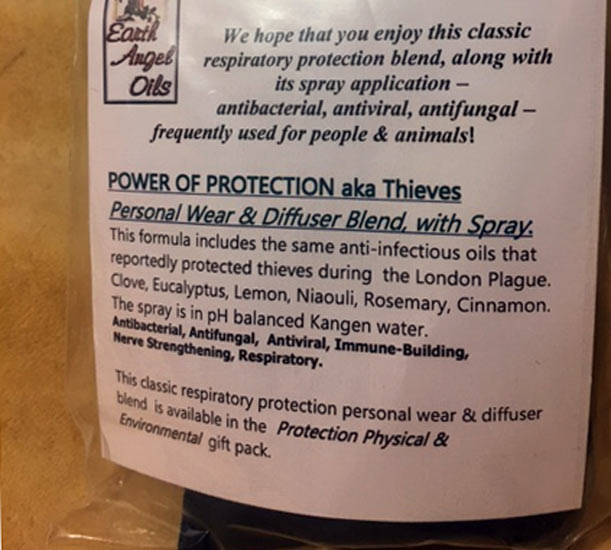 Earth
Angel
Oils
We hope that you enjoy this classic
respiratory protection blend, along with
its spray application –
antibacterial, antiviral, antifungal –
frequently used for people & animals!
POWER OF PROTECTION aka Thieves
Personal Wear & Diffuser Blend, with Spray.
This formula includes the same anti-infectious oils that
reportedly protected thieves during the London Plague.
Clove, Eucalyptus, Lemon, Niaouli, Rosemary, Cinnamon.
The spray is in pH balanced Kangen water.
Antibacterial, Antifungal, Antiviral, Immune-Building,
Nerve Strengthening, Respiratory.
This classic respiratory protection personal wear & diffuser
blend is available in the Protection Physical &
Environmental gift pack.